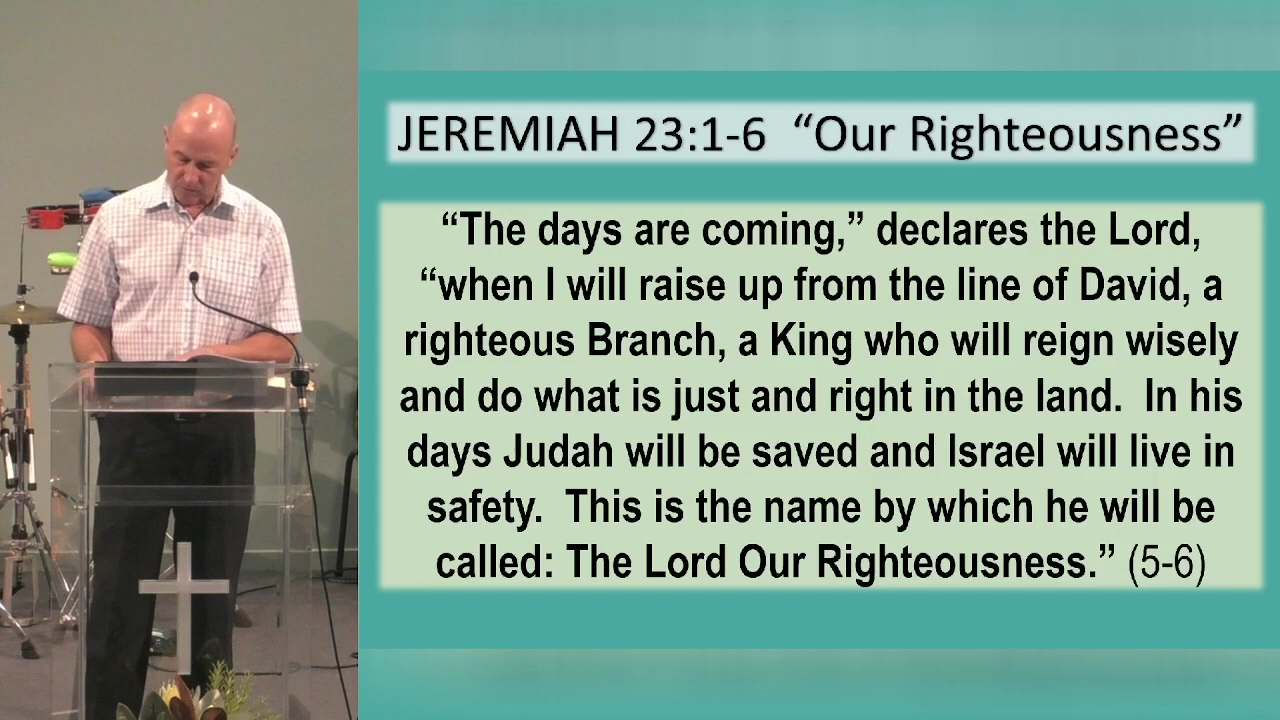 JEREMIAH 23:1-6  “Our Righteousness”
“The days are coming,” declares the Lord,
“when I will raise up from the line of David, a
righteous Branch, a King who will reign wisely
and do what is just and right in the land.  In his
days Judah will be saved and Israel will live in
safety.  This is the name by which he will be
called: The Lord Our Righteousness.” (5-6)